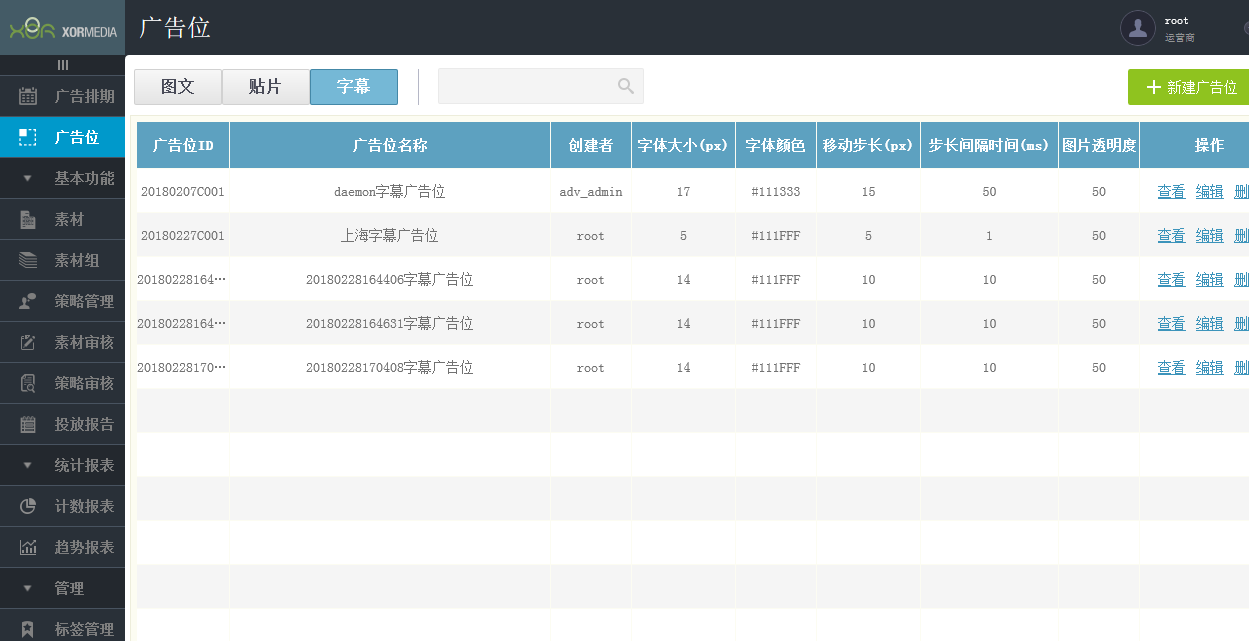 XOR XORMEDIA
广告位
root
运营商
广告排期
广告位
基本功能
素材
素材组
策略管理
素材审核
策略审核
投放报告
统计报表
计数报表
趋势报表
管理
标签管理
图文 贴片 字幕
新建广告位
广告位ID 广告位名称 创建者 字体大小(px) 字体颜色 移动步长(px) 步长间隔时间(ms) 图片透明度 操作
20180207C001 daemon字幕广告位 adv_admin 17 #111333 15 50 50 查看 编辑 删
20180227C001 上海字幕广告位 root 5 #111FFF 5 1 50 查看 编辑 删
20180228164… 20180228164406字幕广告位 root 14 #111FFF 10 10 50 查看 编辑 删
20180228164… 20180228164631字幕广告位 root 14 #111FFF 10 10 50 查看 编辑 删
20180228170… 20180228170408字幕广告位 root 14 #111FFF 10 10 50 查看 编辑 删